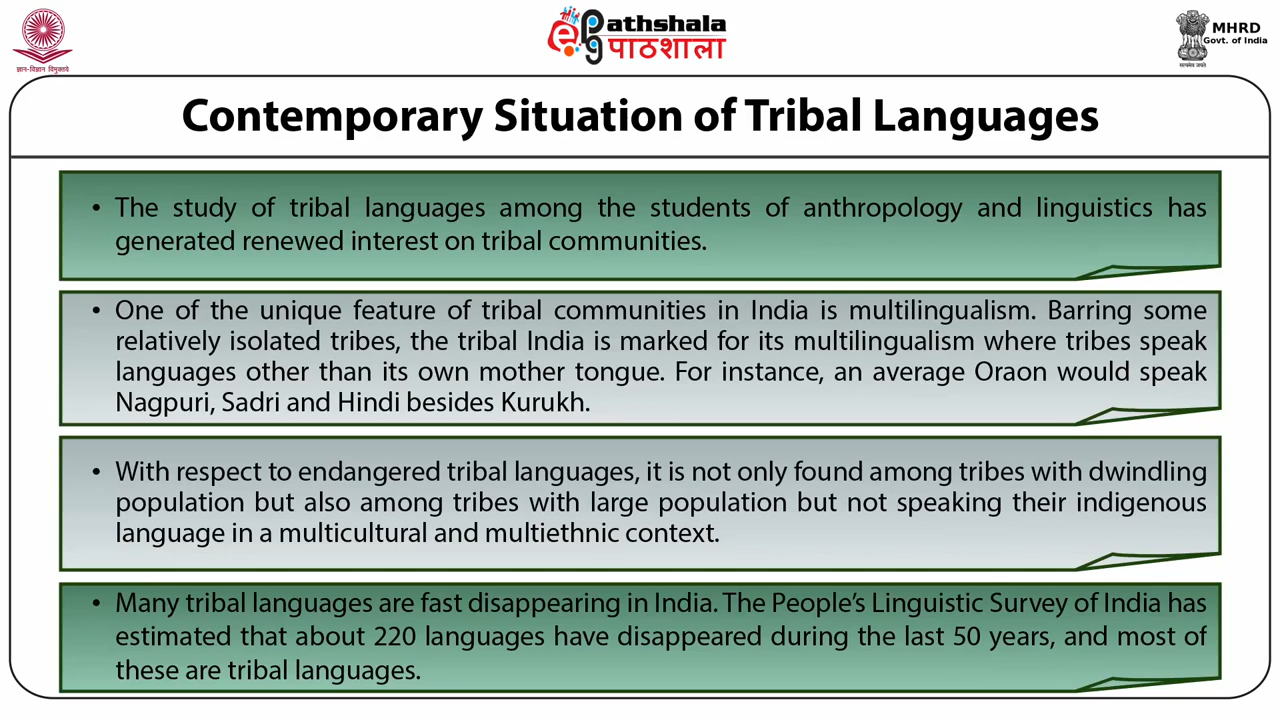 ज्ञान-विज्ञान विमुक्तये
ePathshala
पाठशाला
सत्यमेव जयते
MHRD
Govt. of India
Contemporary Situation of Tribal Languages
• The study of tribal languages among the students of anthropology and linguistics has
generated renewed interest on tribal communities.
• One of the unique feature of tribal communities in India is multilingualism. Barring some
relatively isolated tribes, the tribal India is marked for its multilingualism where tribes speak
languages other than its own mother tongue. For instance, an average Oraon would speak
Nagpuri, Sadri and Hindi besides Kurukh.
• With respect to endangered tribal languages, it is not only found among tribes with dwindling
population but also among tribes with large population but not speaking their indigenous
language in a multicultural and multiethnic context.
• Many tribal languages are fast disappearing in India. The People’s Linguistic Survey of India has
estimated that about 220 languages have disappeared during the last 50 years, and most of
these are tribal languages.